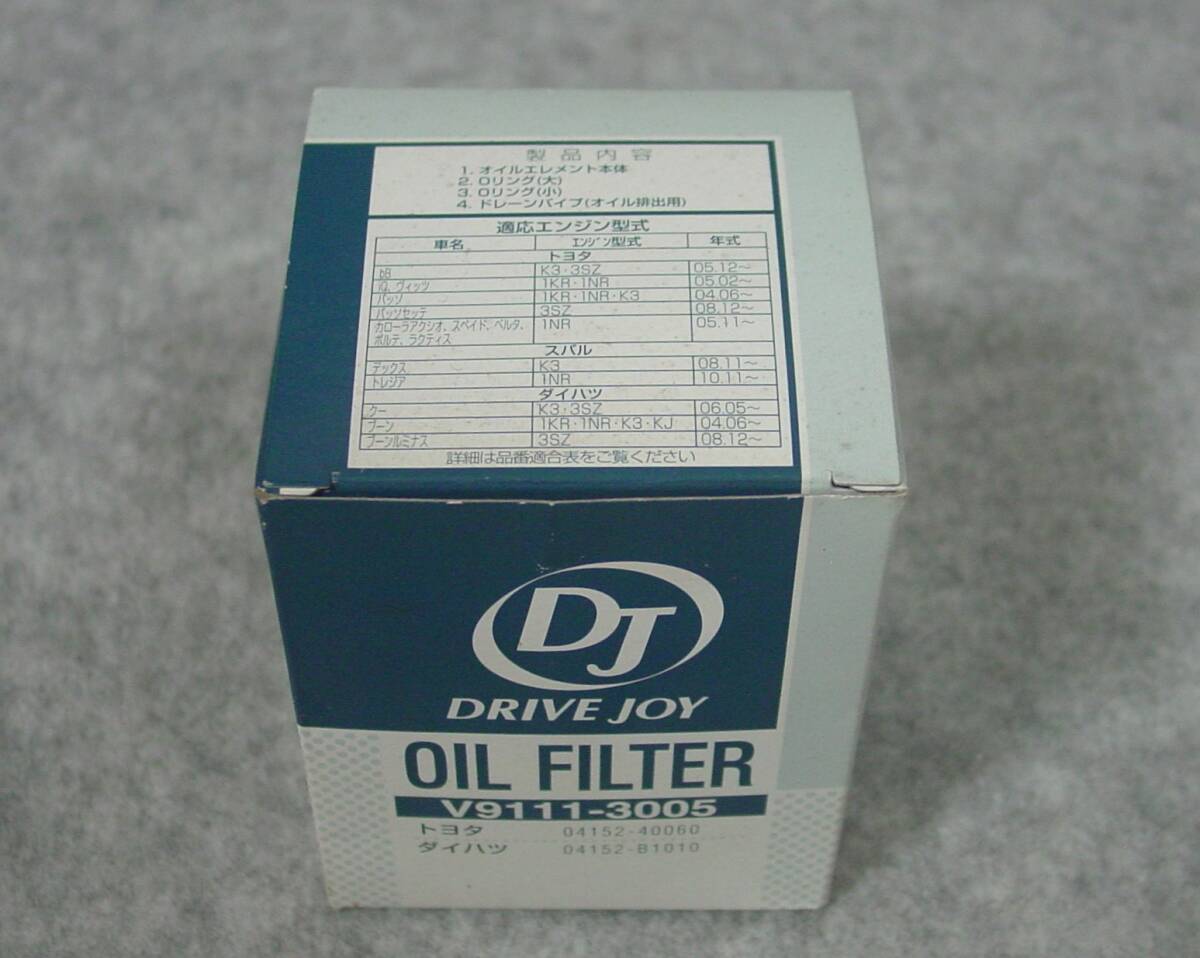 製品内容
1. オイルエレメント本体
2. Oリング(大)
3. Oリング(小)
4. ドレーンパイプ(オイル排出用)
適応エンジン型式
車名 エンジン型式 年式
トヨタ
bB K3・3SZ 05.12〜
iQ、ヴィッツ 1KR・1NR 05.02〜
パッソ 1KR・1NR・K3 04.06〜
パッソセッテ 3SZ 08.12〜
カローラアクシオ、スペイド、ベルタ、 1NR 05.11〜
ポルテ、ラクティス
スバル
デックス K3 08.11〜
トレジア 1NR 10.11〜
ダイハツ
クー K3・3SZ 06.05〜
ブーン 1KR・1NR・K3・KJ 04.06〜
ブーンルミナス 3SZ 08.12〜
詳細は品番適合表をご覧ください
DJ
DRIVE JOY
OIL FILTER
V9111-3005
トヨタ 04152-40060
ダイハツ 04152-B1010